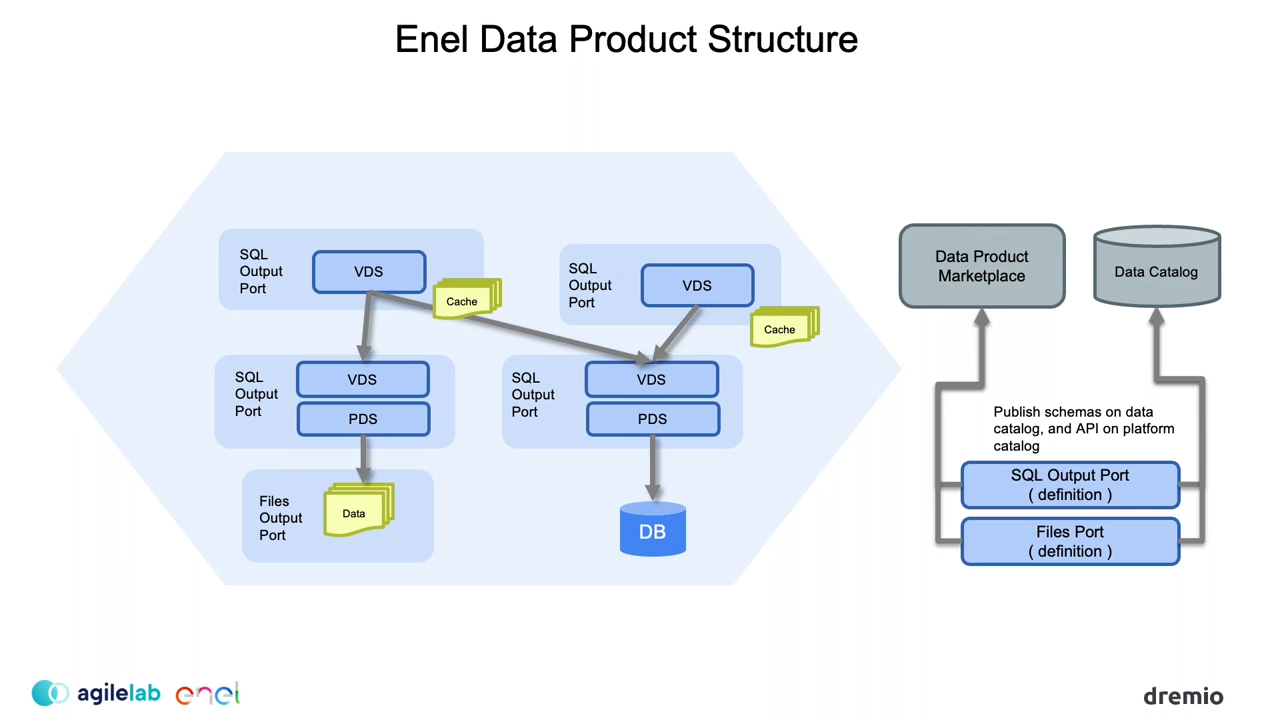 Enel Data Product Structure
SQL
Output
Port
VDS
Cache
SQL
Output
Port
VDS
Cache
SQL
Output
Port
VDS
PDS
SQL
Output
Port
VDS
PDS
Files
Output
Port
Data
DB
Data Product
Marketplace
Data Catalog
Publish schemas on data
catalog, and API on platform
catalog
SQL Output Port
( definition )
Files Port
( definition )
agilelab
enel
dremio